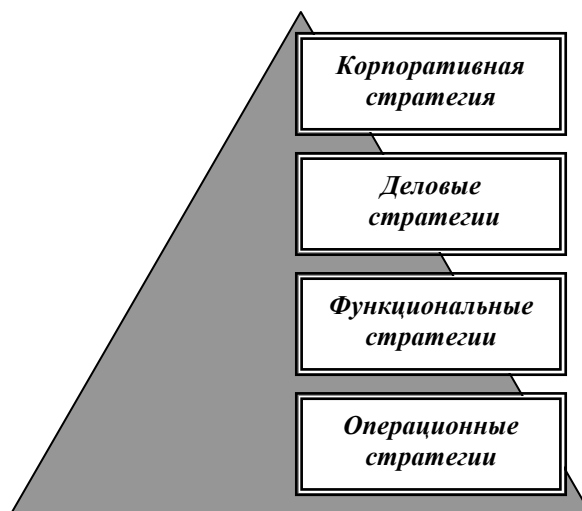 Корпоративная
стратегия
Деловые
стратегии
Функциональные
стратегии
Операционные
стратегии